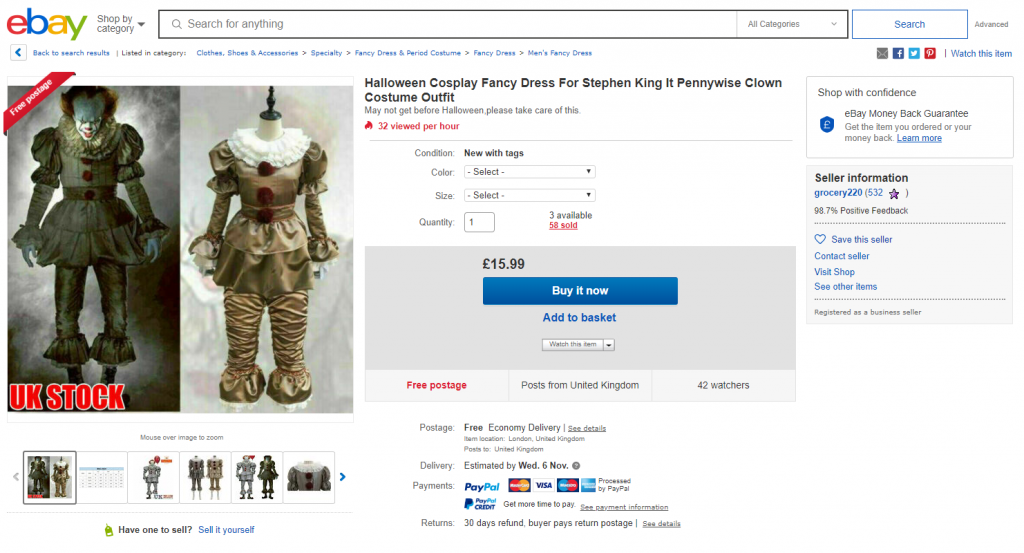 ebay
Shop by
category
Search for anything
All Categories
Search
Advanced
Back to search results | Listed in category: Clothes, Shoes & Accessories > Specialty > Fancy Dress & Period Costume > Fancy Dress > Men's Fancy Dress
| Watch this item
Free postage
UK STOCK
Mouse over image to zoom
Have one to sell? Sell it yourself
Halloween Cosplay Fancy Dress For Stephen King It Pennywise Clown
Costume Outfit
May not get before Halloween,please take care of this.
32 viewed per hour
Condition: New with tags
Color: - Select -
Size: - Select -
Quantity: 1
3 available
58 sold
£15.99
Buy it now
Add to basket
Watch this item
Free postage
Posts from United Kingdom
42 watchers
Postage: Free Economy Delivery | See details
Item location: London, United Kingdom
Posts to: United Kingdom
Delivery: Estimated by Wed. 6 Nov.
Payments: PayPal MasterCard VISA Maestro Processed
by PayPal
PayPal
CREDIT
Get more time to pay. See payment information
Returns: 30 days refund, buyer pays return postage | See details
Shop with confidence
eBay Money Back Guarantee
Get the item you ordered or your
money back. Learn more
Seller information
grocery220 (532 )
98.7% Positive Feedback
Save this seller
Contact seller
Visit Shop
See other items
Registered as a business seller